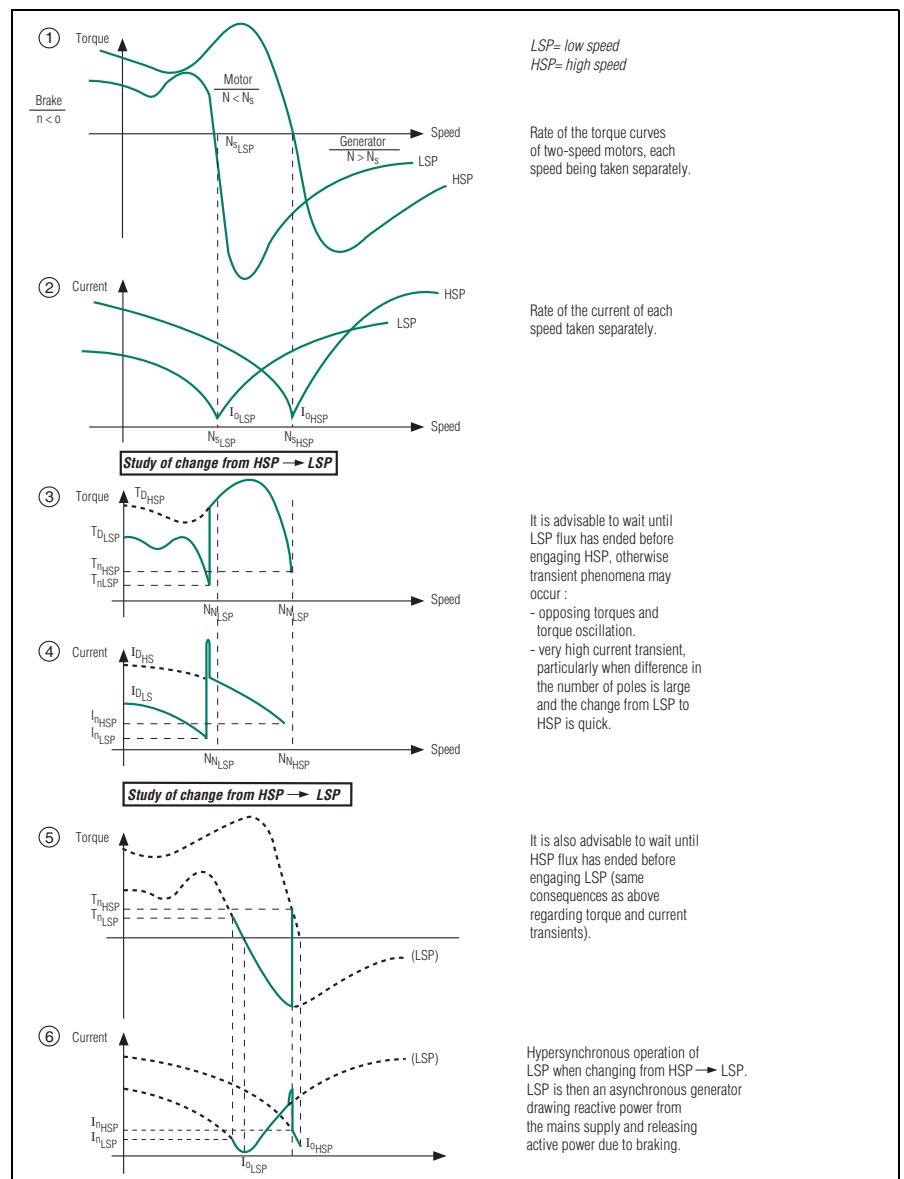 1
Torque
LSP= low speed
HSP= high speed
Motor
N < Ns
Brake
n < o
Speed
NsLSP
Generator
N > Ns
LSP
HSP
Rate of the torque curves
of two-speed motors, each
speed being taken separately.
2
Current
HSP
LSP
Rate of the current of each
speed taken separately.
IoLSP
IoHSP
Speed
NsLSP
NsHSP
Study of change from HSP → LSP
3
Torque
TDHSP
TDLSP
TnHSP
TnLSP
Speed
NNLSP
NNLSP
It is advisable to wait until
LSP flux has ended before
engaging HSP, otherwise
transient phenomena may
occur :
- opposing torques and
torque oscillation.
- very high current transient,
particularly when difference in
the number of poles is large
and the change from LSP to
HSP is quick.
4
Current
IDHS
IDLS
InHSP
InLSP
Speed
NNLSP
NNHSP
Study of change from HSP → LSP
5
Torque
TnHSP
TnLSP
(LSP)
It is also advisable to wait until
HSP flux has ended before
engaging LSP (same
consequences as above
regarding torque and current
transients).
6
Current
(LSP)
InHSP
InLSP
IoHSP
IoLSP
Hypersynchronous operation of
LSP when changing from HSP → LSP.
LSP is then an asynchronous generator
drawing reactive power from
the mains supply and releasing
active power due to braking.